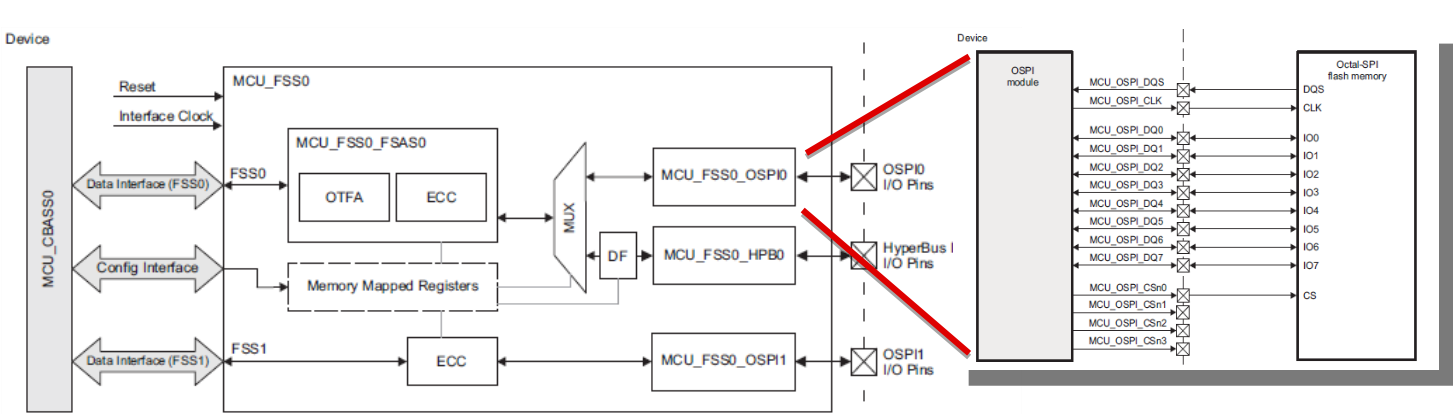 Device
Reset
Interface Clock
MCU_CBASS0
Data Interface (FSS0)
Config Interface
Data Interface (FSS1)
MCU_FSS0
FSS0
MCU_FSS0_FSAS0
OTFA
ECC
Memory Mapped Registers
FSS1
ECC
MUX
DF
MCU_FSS0_OSPI0
MCU_FSS0_HPB0
MCU_FSS0_OSPI1
OSPI0
I/O Pins
HyperBus I
I/O Pins
OSPI1
I/O Pins
Device
OSPI
module
MCU_OSPI_DQS
MCU_OSPI_CLK
MCU_OSPI_DQ0
MCU_OSPI_DQ1
MCU_OSPI_DQ2
MCU_OSPI_DQ3
MCU_OSPI_DQ4
MCU_OSPI_DQ5
MCU_OSPI_DQ6
MCU_OSPI_DQ7
MCU_OSPI_CSn0
MCU_OSPI_CSn1
MCU_OSPI_CSn2
MCU_OSPI_CSn3
Octal-SPI
flash memory
DQS
CLK
IO0
IO1
IO2
IO3
IO4
IO5
IO6
IO7
CS